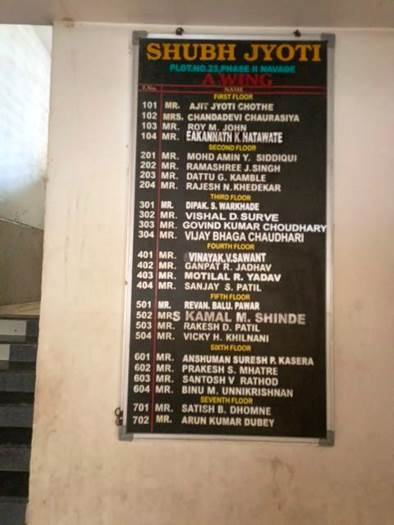 SHUBH JYOTI
PLOT.NO.23,PHASE II NAVADE
A WING
F.No. NAME
FIRST FLOOR
101 MR. AJIT JYOTI CHOTHE
102 MRS. CHANDADEVI CHAURASIYA
103 MR. ROY M. JOHN
104 MR. EAKANNATH K HATAWATE
SECOND FLOOR
201 MR. MOHD AMIN Y. SIDDIQUI
202 MR. RAMASHREE J.SINGH
203 MR. DATTU G. KAMBLE
204 MR. RAJESH N.KHEDEKAR
THIRD FLOOR
301 MR. DIPAK. S. WARKHADE
302 MR. VISHAL D. SURVE
303 MR. GOVIND KUMAR CHOUDHARY
304 MR. VIJAY BHAGA CHAUDHARI
FOURTH FLOOR
401 MR. VINAYAK.V.SAWANT
402 MR. GANPAT R. JADHAV
403 MR. MOTILAL R. YADAV
404 MR. SANJAY S. PATIL
FIFTH FLOOR
501 MR. REVAN. BALU. PAWAR
502 MRS KAMAL M. SHINDE
503 MR. RAKESH D. PATIL
504 MR. VICKY H. KHILNANI
SIXTH FLOOR
601 MR. ANSHUMAN SURESH P. KASERA
602 MR. PRAKESH S. MHATRE
603 MR. SANTOSH V RATHOD
604 MR. BINU M. UNNIKRISHNAN
SEVENTH FLOOR
701 MR. SATISH B. DHOMNE
702 MR. ARUN KUMAR DUBEY